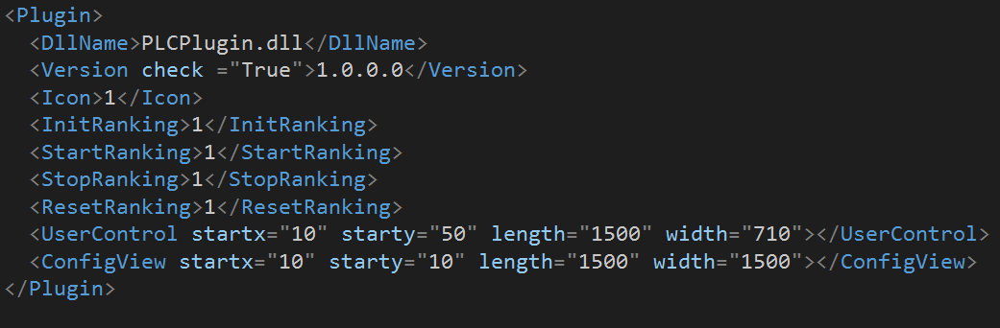 <Plugin>
<DllName>PLCPlugin.dll</DllName>
<Version check ="True">1.0.0.0</Version>
<Icon>1</Icon>
<InitRanking>1</InitRanking>
<StartRanking>1</StartRanking>
<StopRanking>1</StopRanking>
<ResetRanking>1</ResetRanking>
<UserControl startx="10" starty="50" length="1500" width="710"></UserControl>
<ConfigView startx="10" starty="10" length="1500" width="1500"></ConfigView>
</Plugin>